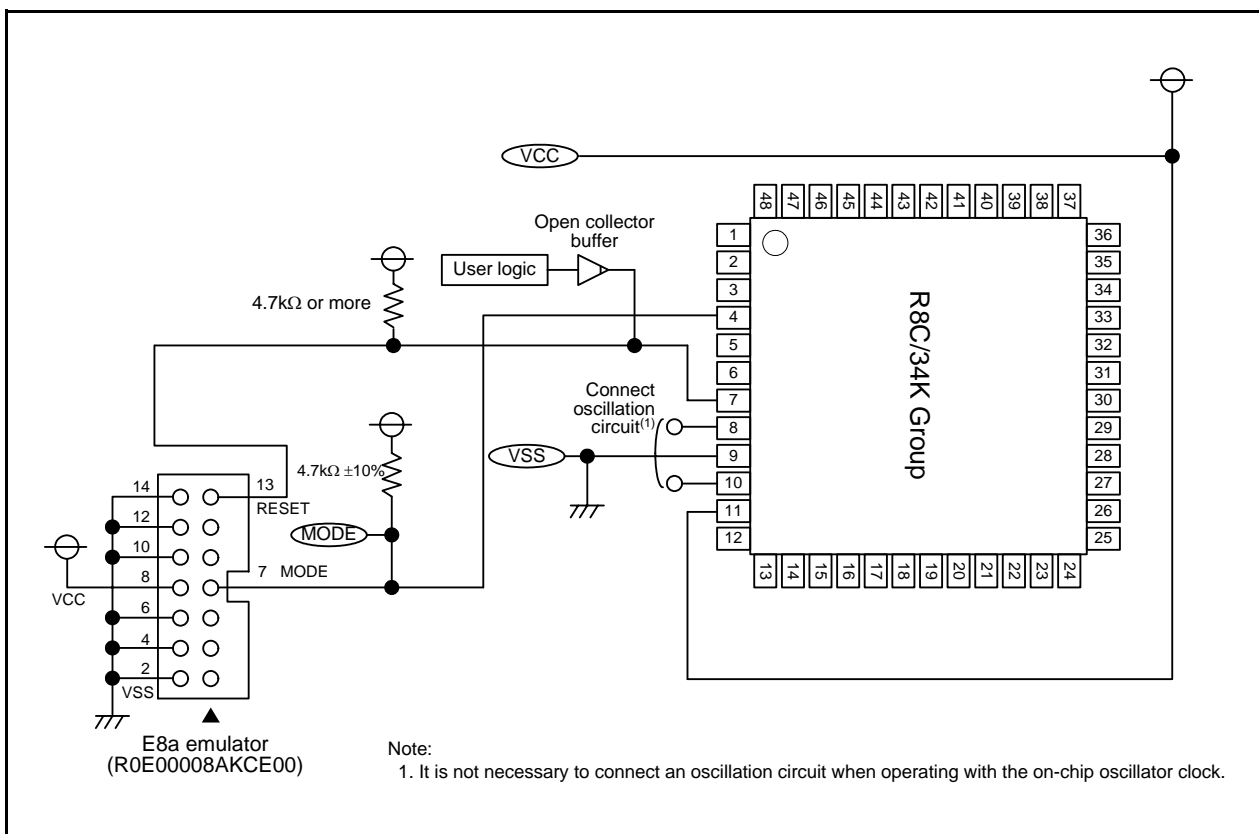 VCC
Open collector
buffer
User logic
4.7kΩ or more
48 47 46 45 44 43 42 41 40 39 38 37
1
2
3
4
5
6
7
8
9
10
11
12
R8C/34K Group
36
35
34
33
32
31
30
29
28
27
26
25
13 14 15 16 17 18 19 20 21 22 23 24
Connect
oscillation
circuit(1)
VSS
4.7kΩ ±10%
MODE
14
12
10
8
VCC
6
4
2
VSS
13
RESET
7 MODE
E8a emulator
(R0E00008AKCE00)
Note:
1. It is not necessary to connect an oscillation circuit when operating with the on-chip oscillator clock.